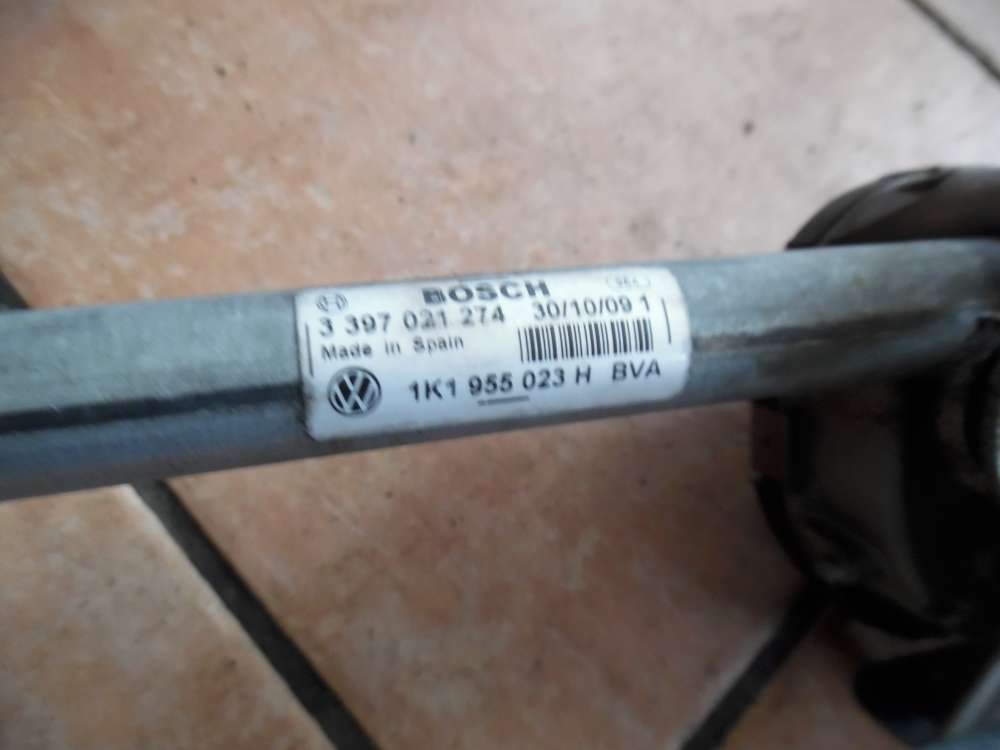 BOSCH
3 397 021 274 30/10/09 1
Made in Spain
1K1 955 023 H BVA